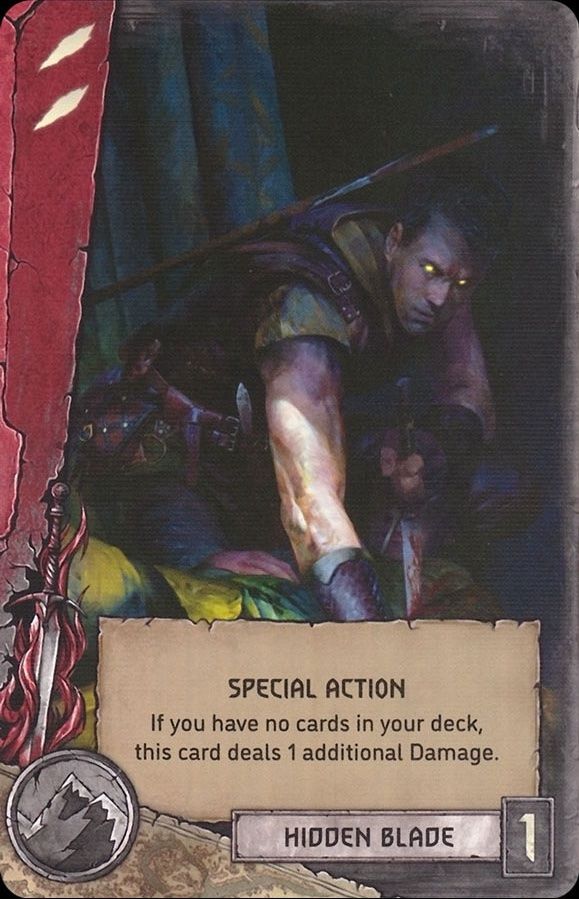 SPECIAL ACTION
If you have no cards in your deck,
this card deals 1 additional Damage.
HIDDEN BLADE
1